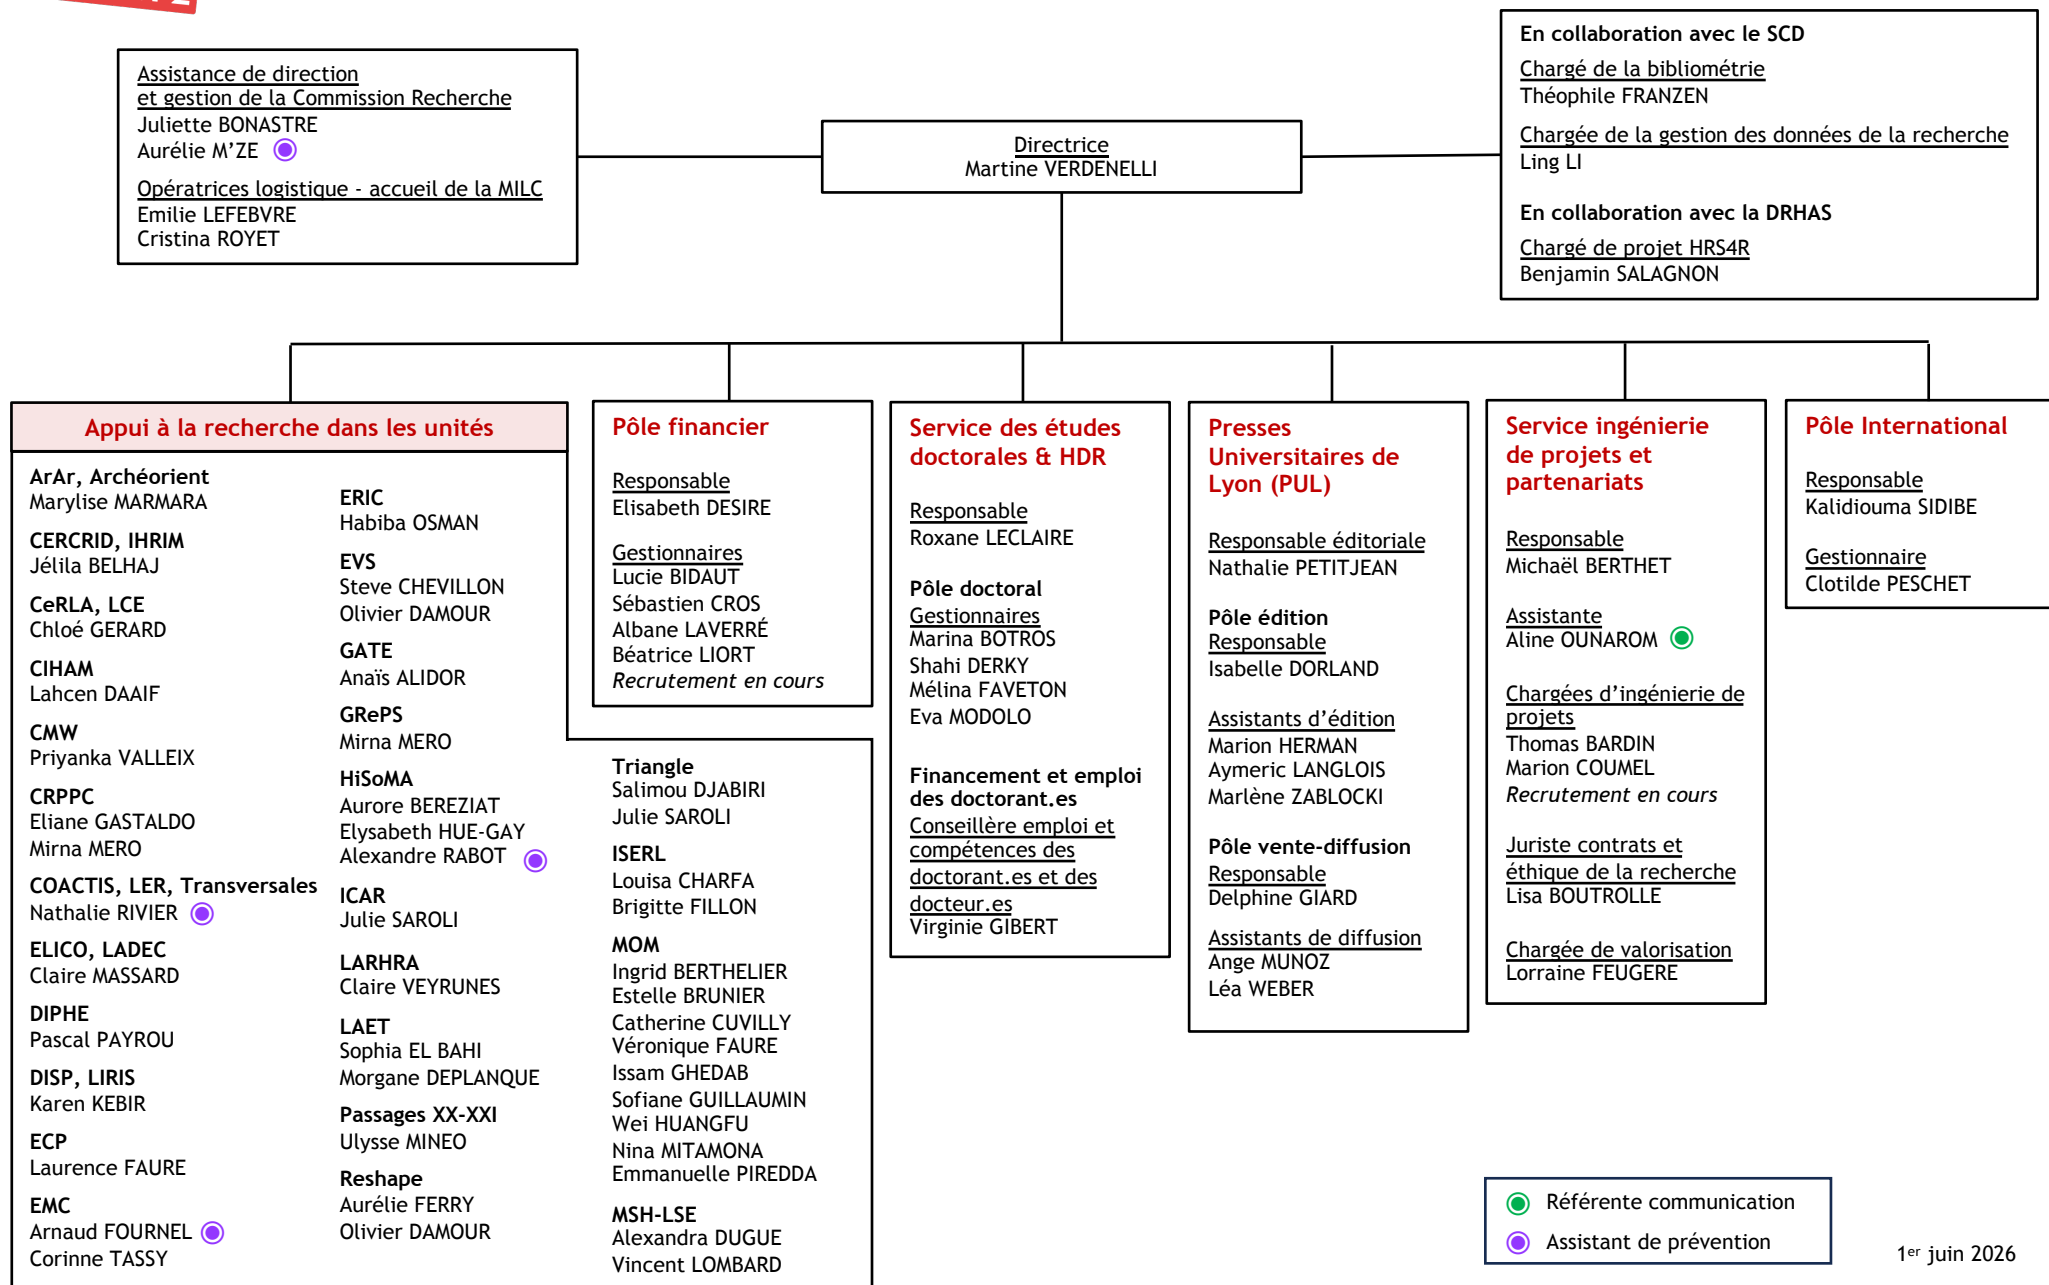 Assistance de direction
et gestion de la Commission Recherche
Juliette BONASTRE
Aurélie M’ZE
Opératrices logistique - accueil de la MILC
Emilie LEFEBVRE
Cristina ROYET
Directrice
Martine VERDENELLI
En collaboration avec le SCD
Chargé de la bibliométrie
Théophile FRANZEN
Chargée de la gestion des données de la recherche
Ling LI
En collaboration avec la DRHAS
Chargé de projet HRS4R
Benjamin SALAGNON
Appui à la recherche dans les unités
ArAr, Archéorient
Marylise MARMARA
CERCRID, IHRIM
Jélila BELHAJ
CeRLA, LCE
Chloé GERARD
CIHAM
Lahcen DAAIF
CMW
Priyanka VALLEIX
CRPPC
Eliane GASTALDO
Mirna MERO
COACTIS, LER, Transversales
Nathalie RIVIER
ELICO, LADEC
Claire MASSARD
DIPHE
Pascal PAYROU
DISP, LIRIS
Karen KEBIR
ECP
Laurence FAURE
EMC
Arnaud FOURNEL
Corinne TASSY
ERIC
Habiba OSMAN
EVS
Steve CHEVILLON
Olivier DAMOUR
GATE
Anaïs ALIDOR
GRePS
Mirna MERO
HiSoMA
Aurore BEREZIAT
Elysabeth HUE-GAY
Alexandre RABOT
ICAR
Julie SAROLI
LARHRA
Claire VEYRUNES
LAET
Sophia EL BAHI
Morgane DEPLANQUE
Passages XX-XXI
Ulysse MINEO
Reshape
Aurélie FERRY
Olivier DAMOUR
Triangle
Salimou DJABIRI
Julie SAROLI
ISERL
Louisa CHARFA
Brigitte FILLON
MOM
Ingrid BERTHELIER
Estelle BRUNIER
Catherine CUVILLY
Véronique FAURE
Issam GHEDAB
Sofiane GUILLAUMIN
Wei HUANGFU
Nina MITAMONA
Emmanuelle PIREDDA
MSH-LSE
Alexandra DUGUE
Vincent LOMBARD
Pôle financier
Responsable
Elisabeth DESIRE
Gestionnaires
Lucie BIDAUT
Sébastien CROS
Albane LAVERRÉ
Béatrice LIORT
Recrutement en cours
Service des études
doctorales & HDR
Responsable
Roxane LECLAIRE
Pôle doctoral
Gestionnaires
Marina BOTROS
Shahi DERKY
Mélina FAVETON
Eva MODOLO
Financement et emploi
des doctorant.es
Conseillère emploi et
compétences des
doctorant.es et des
docteur.es
Virginie GIBERT
Presses
Universitaires de
Lyon (PUL)
Responsable éditoriale
Nathalie PETITJEAN
Pôle édition
Responsable
Isabelle DORLAND
Assistants d’édition
Marion HERMAN
Aymeric LANGLOIS
Marlène ZABLOCKI
Pôle vente-diffusion
Responsable
Delphine GIARD
Assistants de diffusion
Ange MUNOZ
Léa WEBER
Service ingénierie
de projets et
partenariats
Responsable
Michaël BERTHET
Assistante
Aline OUNAROM
Chargées d’ingénierie de
projets
Thomas BARDIN
Marion COUMEL
Recrutement en cours
Juriste contrats et
éthique de la recherche
Lisa BOUTROLLE
Chargée de valorisation
Lorraine FEUGERE
Pôle International
Responsable
Kalidiouma SIDIBE
Gestionnaire
Clotilde PESCHET
Référente communication
Assistant de prévention
1er juin 2026